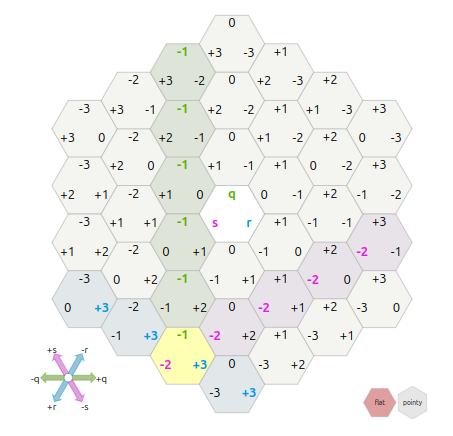 0
-1 +3 -3 +1
-2 +3 -2 0 +2 -3 +2
-3 +3 -1 -1 +2 -2 +1 +1 -3 +3
+3 0 -2 +2 -1 0 +1 -2 +2 0 -3
-3 +2 0 -1 +1 -1 +1 0 -2 +3
+2 +1 -2 +1 0 q 0 -1 +2 -1 -2
-3 +1 +1 -1 s r +1 -1 -1 +3
+1 +2 -2 0 +1 0 -1 0 +2 -2 -1
-3 0 +2 -1 -1 +1 +1 -2 0 +3
0 +3 -2 -1 +2 0 -2 +1 +2 -3 0
-1 +3 -1 -2 +2 +1 -3 +1
-2 +3 0 -3 +2
-3 +3
+s -r
-q +q
+r -s
flat pointy